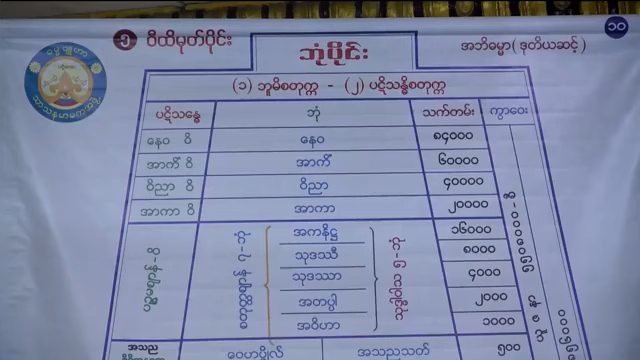 ၅ ဝီထိမုတ်ပိုင်း
ဘုံပိုင်း
အဘိဓမ္မာ (ဒုတိယဆင့်)
၁၀
(၁) ဘူမိစတုက္က - (၂) ပဋိသန္ဓိစတုက္က
ပဋိသန္ဓေ ဘုံ သက်တမ်း ကွာဝေး
နေဝ ဝိ နေဝ ၈၄၀၀၀
အာကိံ ဝိ အာကိံ ၆၀၀၀၀
ဝိညာ ဝိ ဝိညာ ၄၀၀၀၀
အာကာ ဝိ အာကာ ၂၀၀၀၀
အကနိဋ္ဌ ၁၆၀၀၀
သုဒဿီ ၈၀၀၀
သုဒဿာ ၄၀၀၀
အတပ္ပါ ၂၀၀၀
အဝိဟာ ၁၀၀၀
အသည ဝေဟပ္ဖိုလ် အသညသတ် ၅၀၀